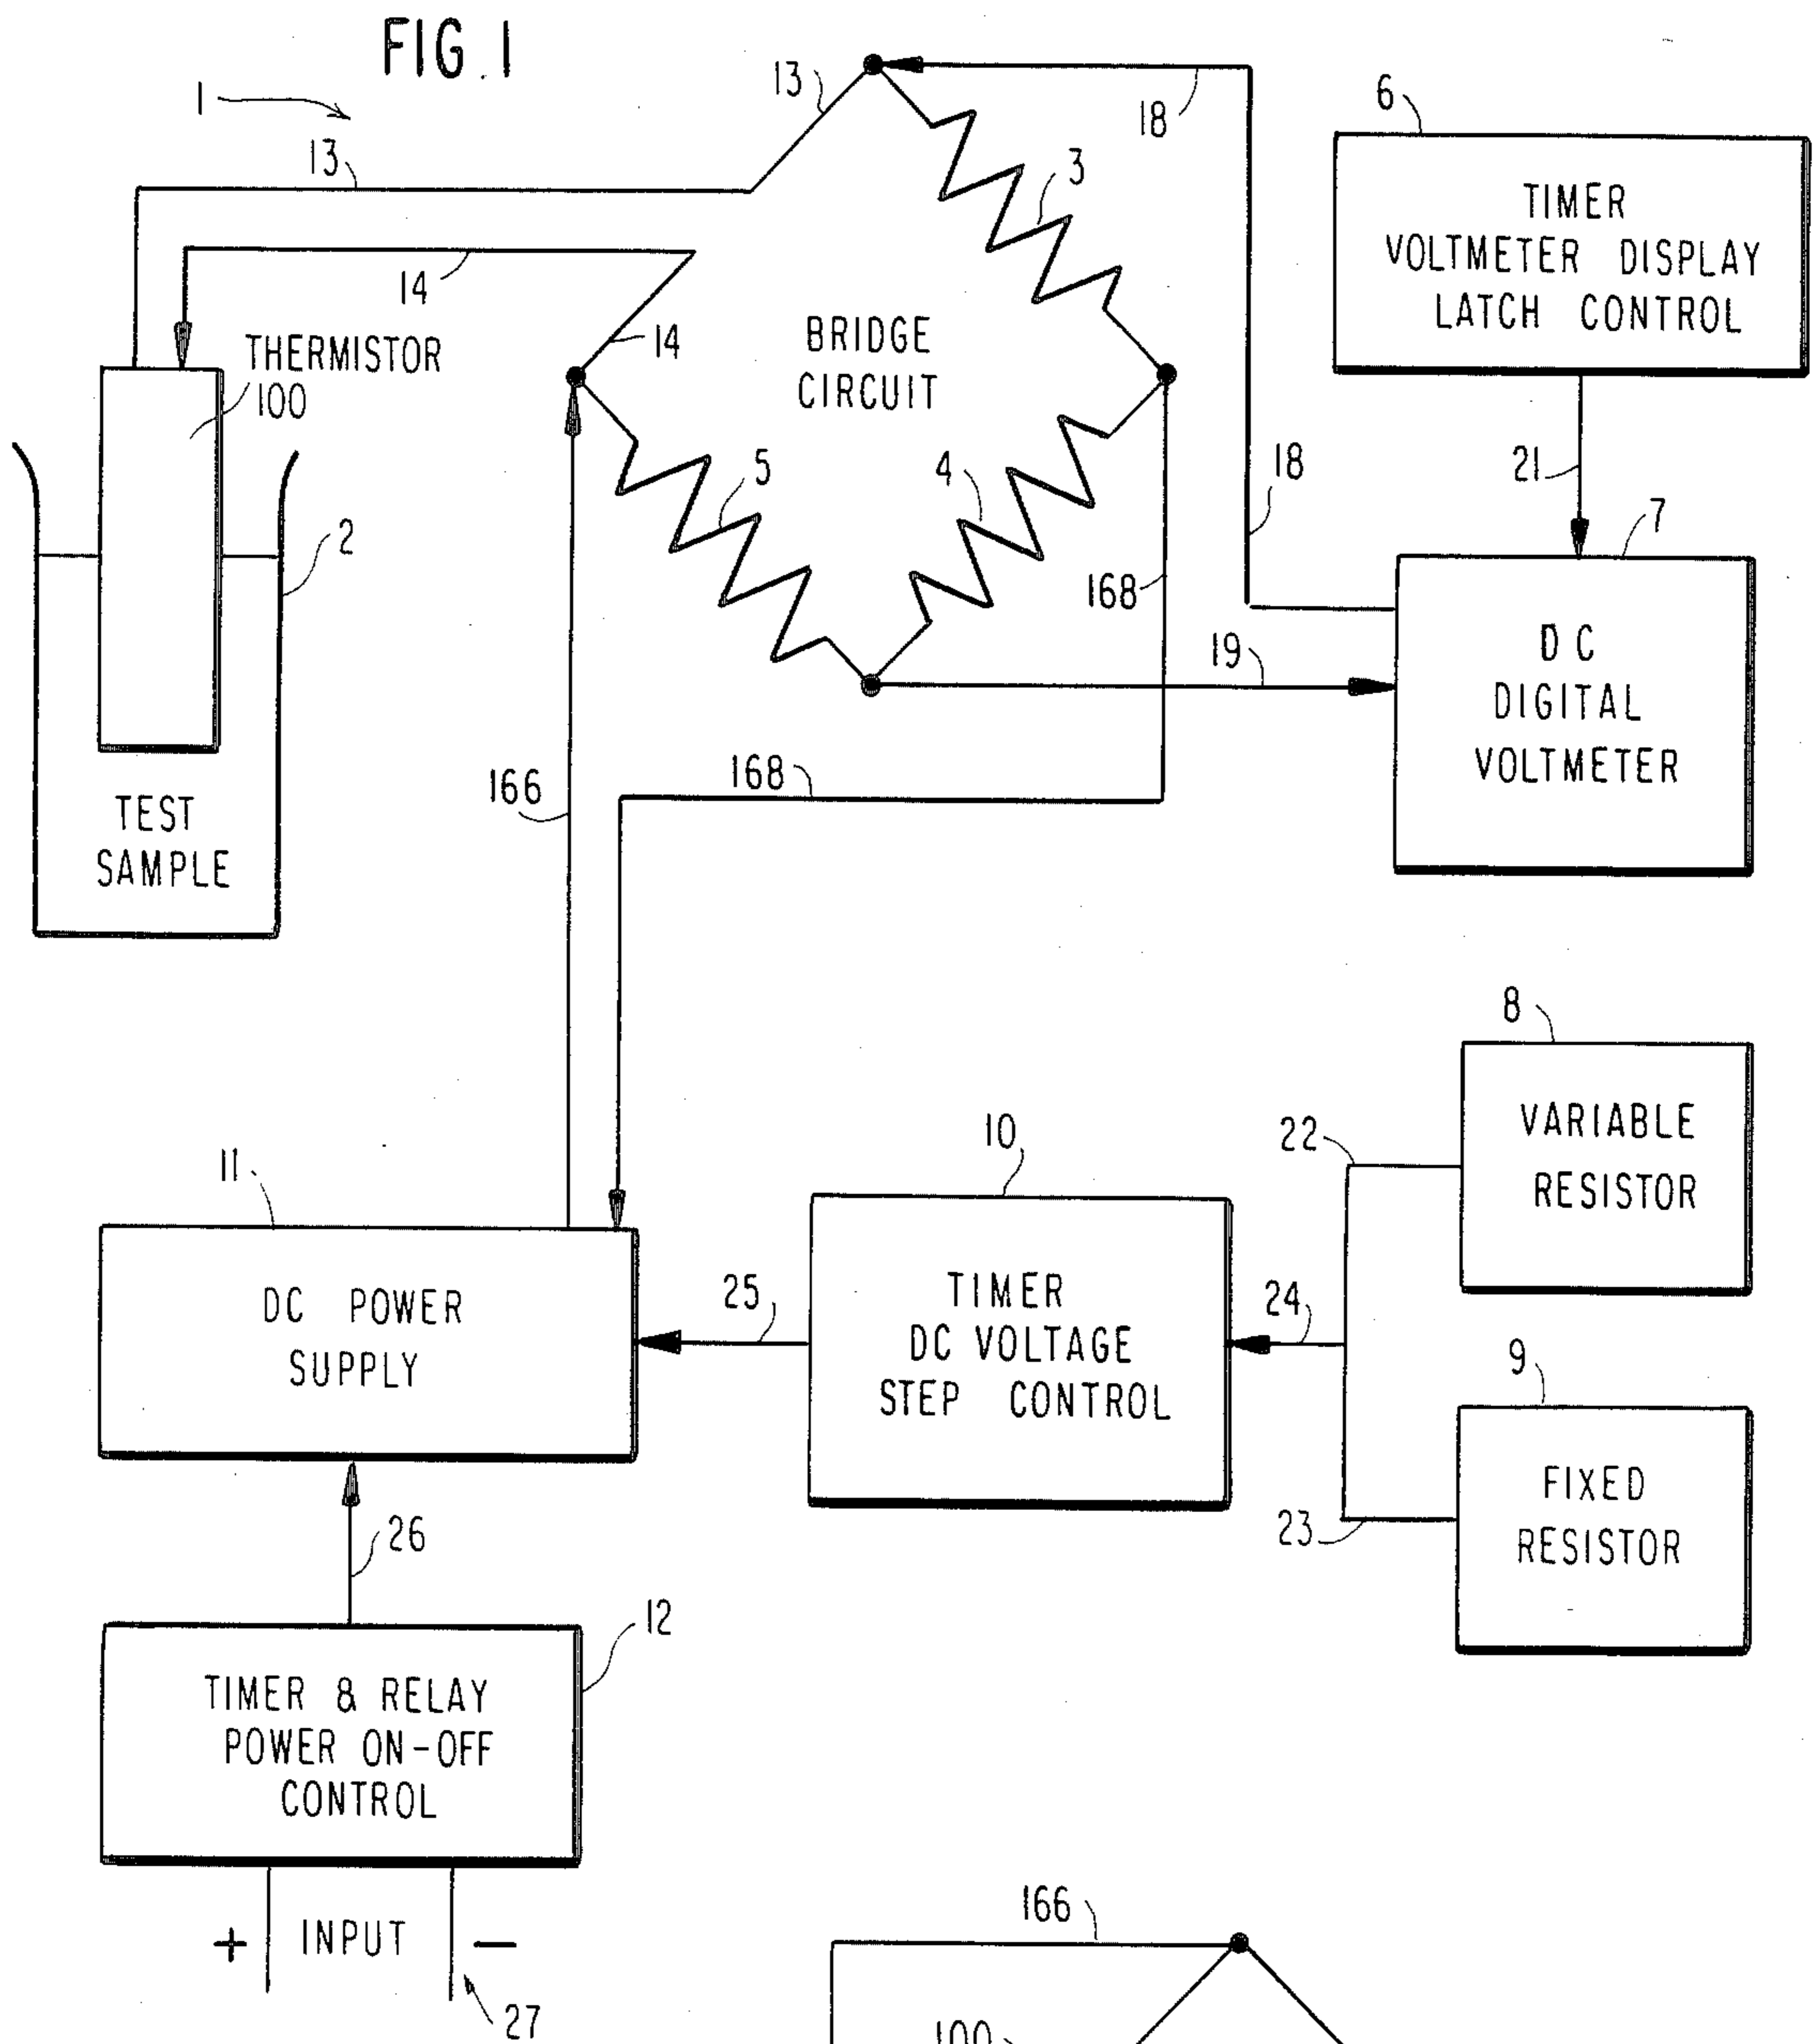 FIG. 1
1
13
13
18
6
TIMER
VOLTMETER DISPLAY
LATCH CONTROL
3
14
14
THERMISTOR
100
BRIDGE
CIRCUIT
2
5
4
18
21
7
168
19
DC
DIGITAL
VOLTMETER
166
168
TEST
SAMPLE
8
VARIABLE
RESISTOR
22
10
11
DC POWER
SUPPLY
25
TIMER
DC VOLTAGE
STEP CONTROL
24
9
FIXED
RESISTOR
23
26
12
TIMER & RELAY
POWER ON-OFF
CONTROL
+ INPUT −
27
166
100